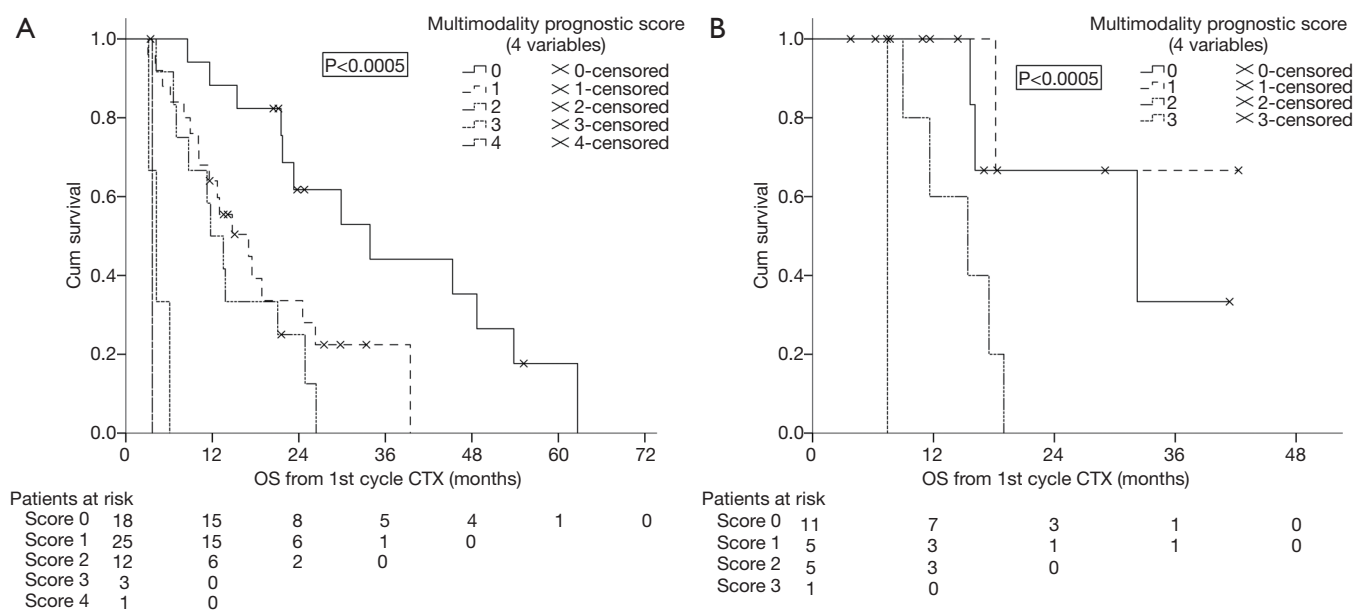 A
Multimodality prognostic score
(4 variables)
P<0.0005
0 0-censored
1 1-censored
2 2-censored
3 3-censored
4 4-censored
Cum survival
1.0
0.8
0.6
0.4
0.2
0.0
0 12 24 36 48 60 72
OS from 1st cycle CTX (months)
Patients at risk
Score 0 18 15 8 5 4 1 0
Score 1 25 15 6 1 0
Score 2 12 6 2 0
Score 3 3 0
Score 4 1 0
B
Multimodality prognostic score
(4 variables)
P<0.0005
0 0-censored
1 1-censored
2 2-censored
3 3-censored
Cum survival
1.0
0.8
0.6
0.4
0.2
0.0
0 12 24 36 48
OS from 1st cycle CTX (months)
Patients at risk
Score 0 11 7 3 1 0
Score 1 5 3 1 1 0
Score 2 5 3 0
Score 3 1 0